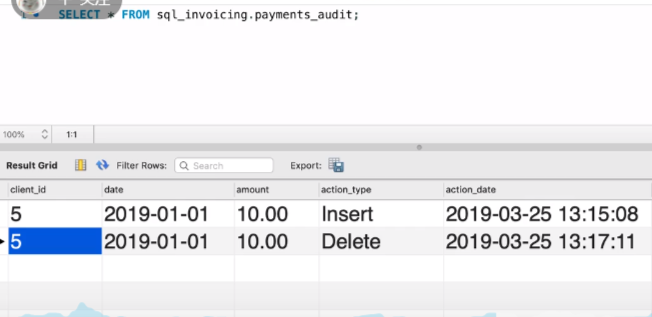 SELECT * FROM sql_invoicing.payments_audit;
100% 1:1
Result Grid Filter Rows: Search Export:
client_id date amount action_type action_date
5 2019-01-01 10.00 Insert 2019-03-25 13:15:08
5 2019-01-01 10.00 Delete 2019-03-25 13:17:11